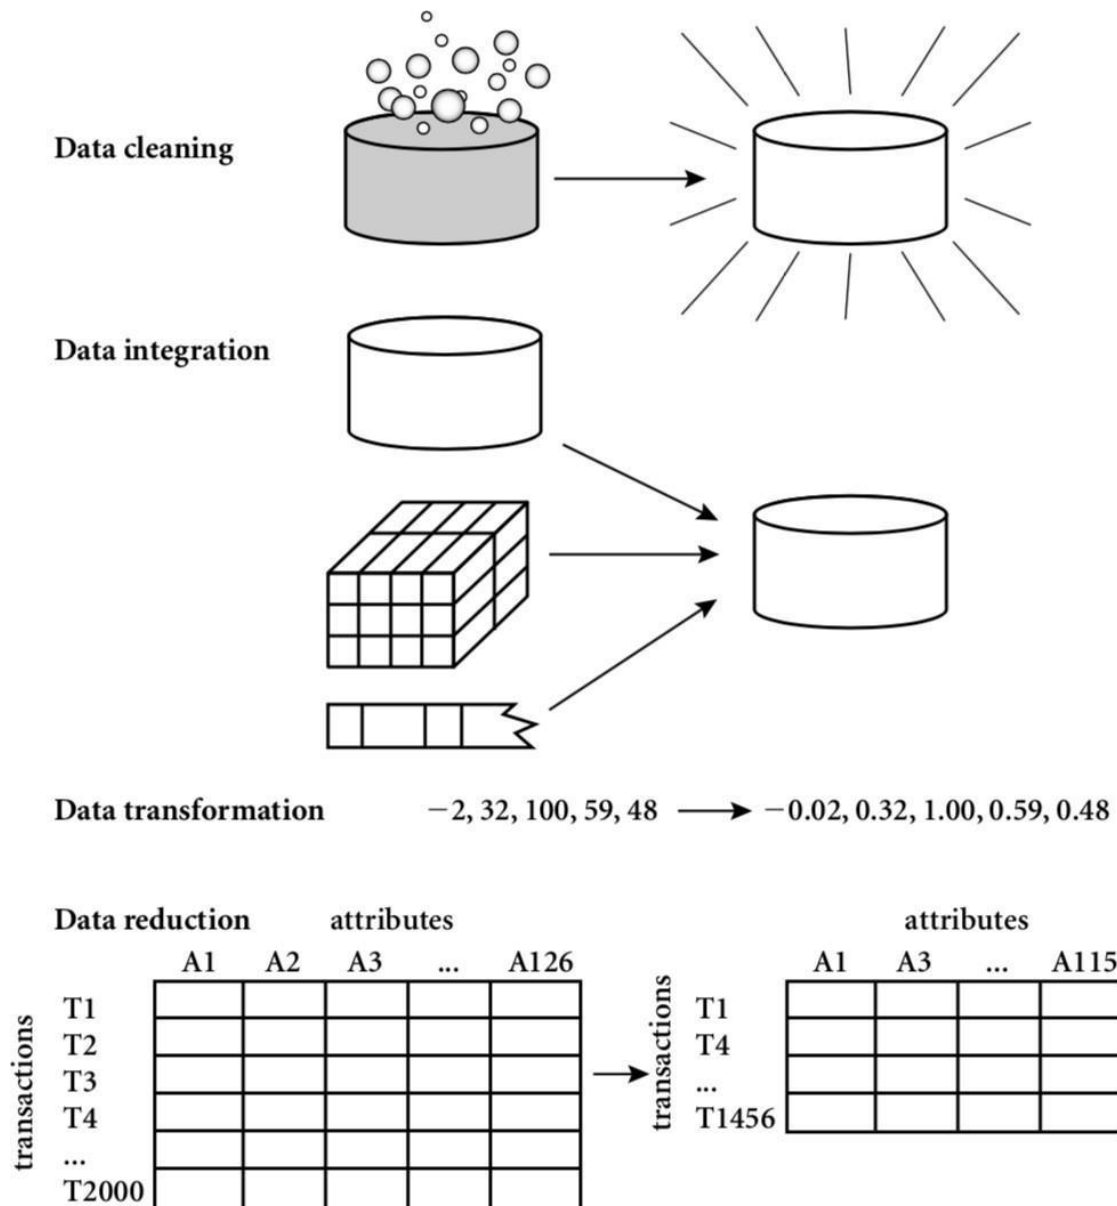 Data cleaning
Data integration
Data transformation −2, 32, 100, 59, 48 −0.02, 0.32, 1.00, 0.59, 0.48
Data reduction attributes attributes
A1 A2 A3 ... A126
transactions
T1
T2
T3
T4
...
T2000
A1 A3 ... A115
transactions
T1
T4
...
T1456